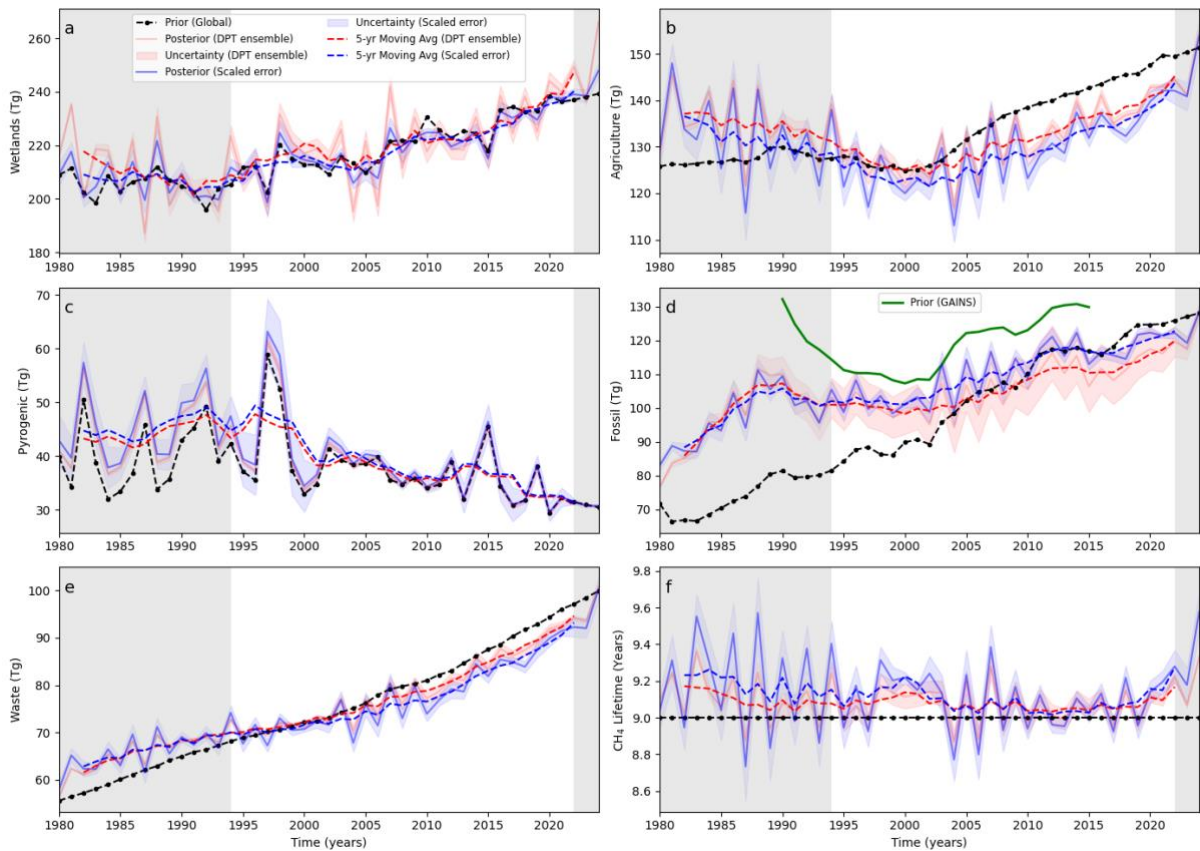 a
Prior (Global)
Posterior (DPT ensemble)
Uncertainty (DPT ensemble)
Posterior (Scaled error)
Uncertainty (Scaled error)
5-yr Moving Avg (DPT ensemble)
5-yr Moving Avg (Scaled error)
Wetlands (Tg)
260
240
220
200
180
1980 1985 1990 1995 2000 2005 2010 2015 2020
b
Agriculture (Tg)
150
140
130
120
110
1980 1985 1990 1995 2000 2005 2010 2015 2020
c
Pyrogenic (Tg)
70
60
50
40
30
1980 1985 1990 1995 2000 2005 2010 2015 2020
d
Prior (GAINS)
Fossil (Tg)
130
120
110
100
90
80
70
1980 1985 1990 1995 2000 2005 2010 2015 2020
e
Waste (Tg)
100
90
80
70
60
1980 1985 1990 1995 2000 2005 2010 2015 2020
Time (years)
f
CH₄ Lifetime (Years)
9.8
9.6
9.4
9.2
9.0
8.8
8.6
1980 1985 1990 1995 2000 2005 2010 2015 2020
Time (years)